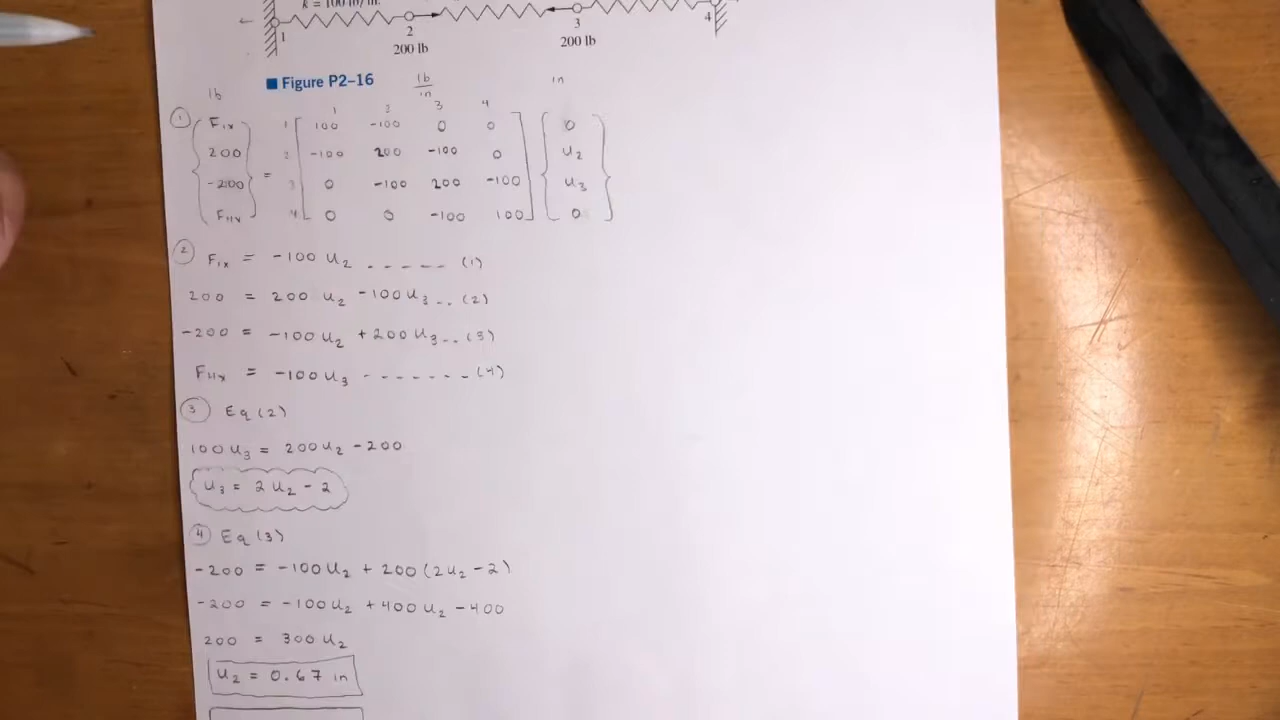 k = 100 lb/in.
1 2 3 4
200 lb 200 lb
■ Figure P2–16
lb lb/in in
1 2 3 4
① { F1x 1 [ 100 -100 0 0 ] { 0
200 2 -100 200 -100 0 u2
-200 = 3 0 -100 200 -100 u3
F4x } 4 [ 0 0 -100 100 ] 0 }
② F1x = -100 u2 ----- (1)
200 = 200 u2 -100 u3 -.. (2)
-200 = -100 u2 + 200 u3 -.. (3)
F4x = -100 u3 ------- (4)
③ Eq (2)
100 u3 = 200 u2 - 200
u3 = 2 u2 - 2
④ Eq (3)
-200 = -100 u2 + 200 (2u2 - 2)
-200 = -100 u2 + 400 u2 - 400
200 = 300 u2
u2 = 0.67 in